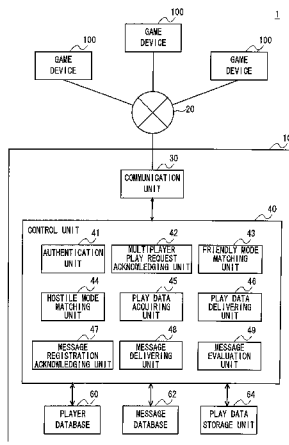 1
100
GAME
DEVICE
100
GAME
DEVICE
100
GAME
DEVICE
20
10
30
COMMUNICATION
UNIT
40
CONTROL UNIT
41
AUTHENTICATION
UNIT
42
MULTIPLAYER
PLAY REQUEST
ACKNOWLEDGING UNIT
43
FRIENDLY MODE
MATCHING
UNIT
44
HOSTILE MODE
MATCHING
UNIT
45
PLAY DATA
ACQUIRING
UNIT
46
PLAY DATA
DELIVERING
UNIT
47
MESSAGE
REGISTRATION
ACKNOWLEDGING UNIT
48
MESSAGE
DELIVERING
UNIT
49
MESSAGE
EVALUATION
UNIT
60
PLAYER
DATABASE
62
MESSAGE
DATABASE
64
PLAY DATA
STORAGE UNIT